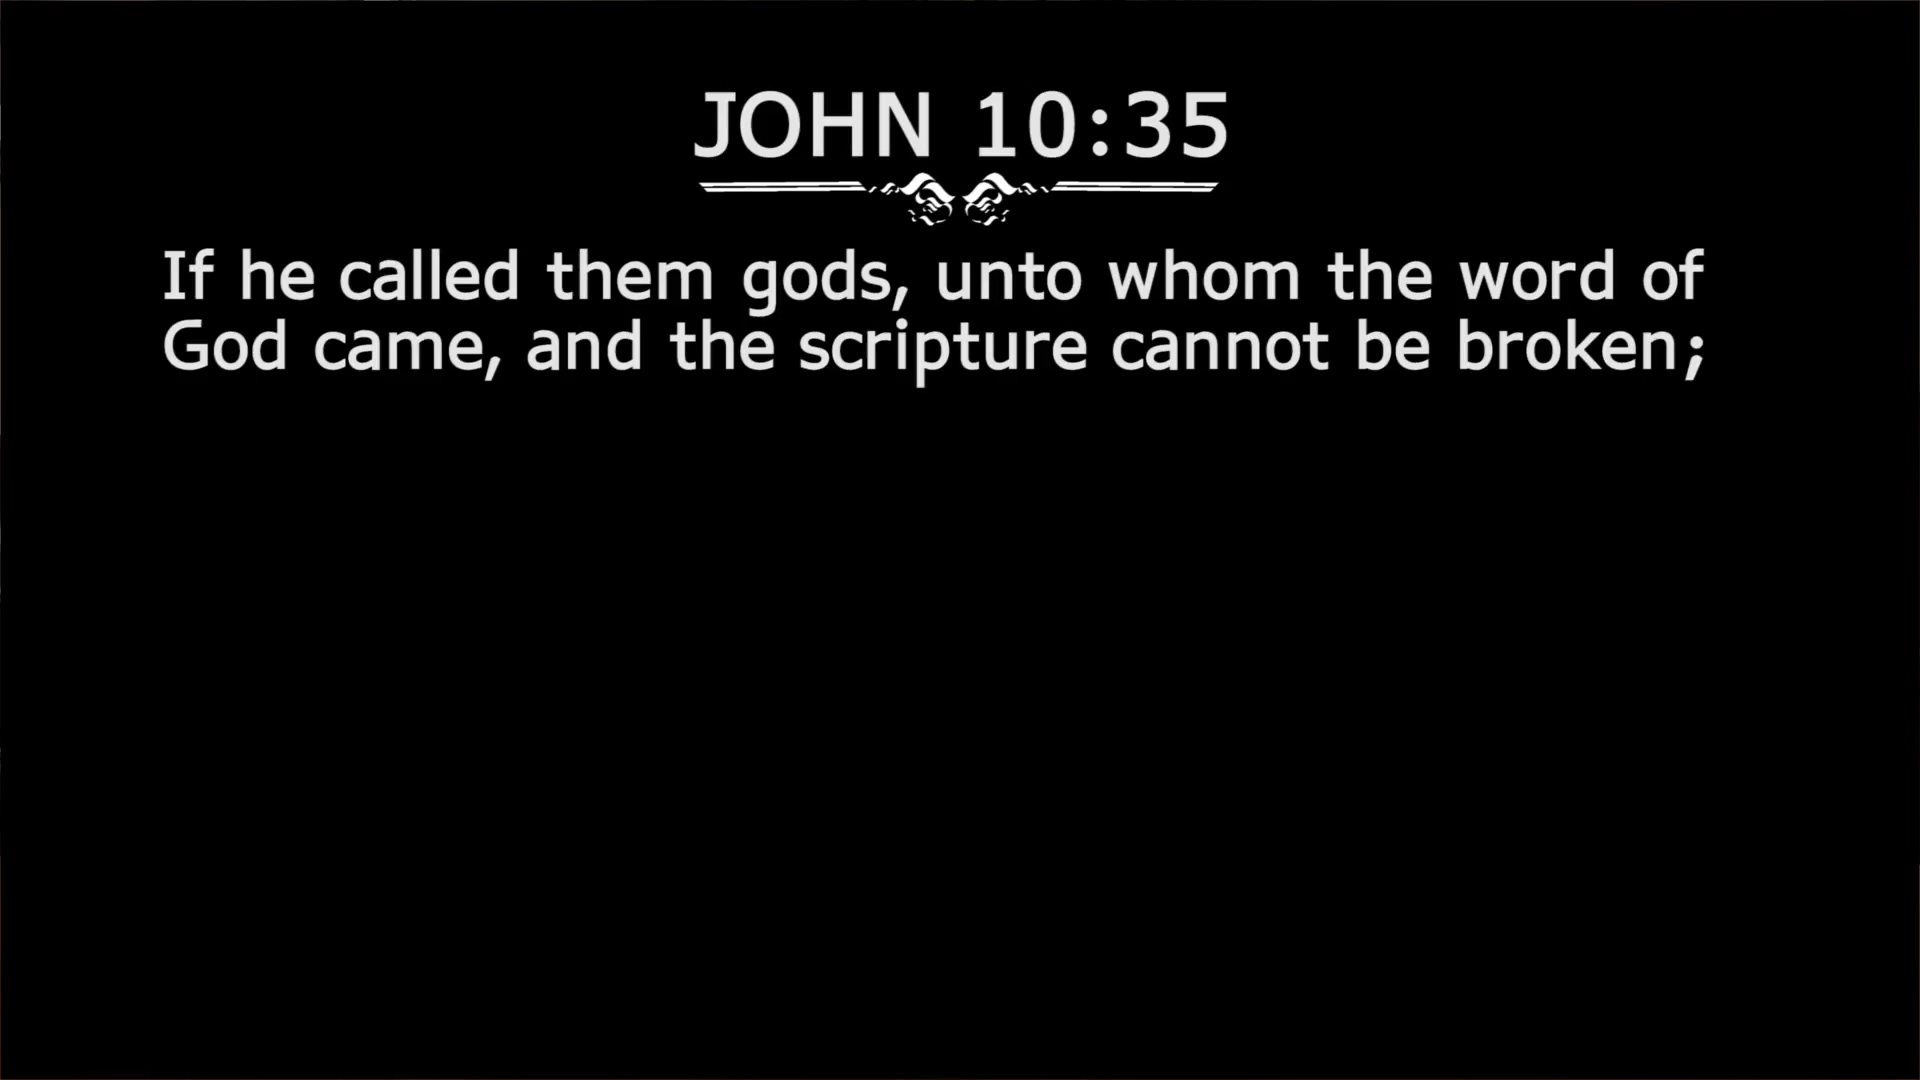 JOHN 10:35
If he called them gods, unto whom the word of
God came, and the scripture cannot be broken;